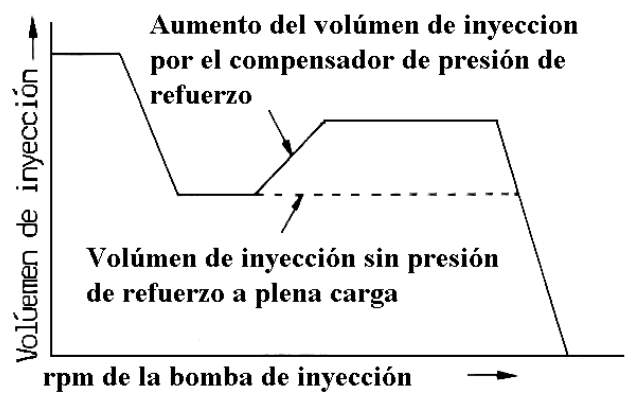 Aumento del volúmen de inyeccion
por el compensador de presión de
refuerzo
Volúemen de inyección
Volúmen de inyección sin presión
de refuerzo a plena carga
rpm de la bomba de inyección